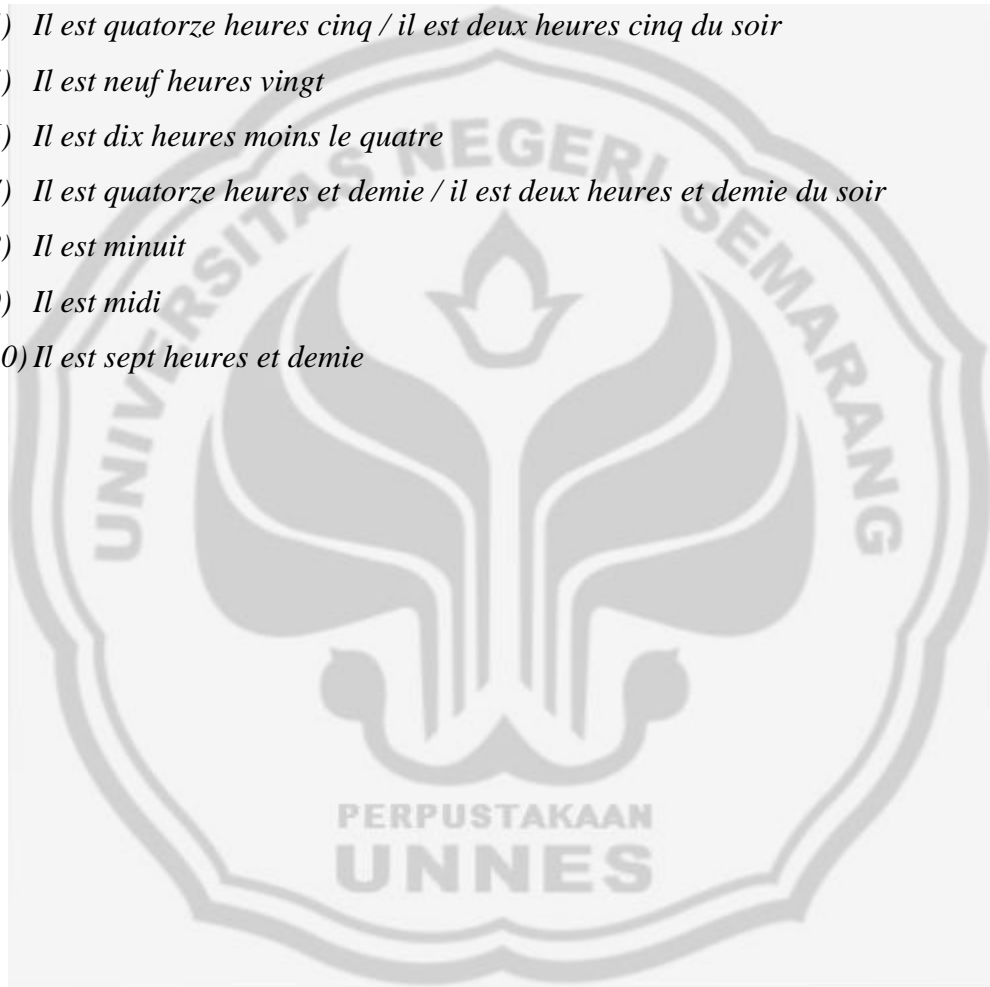 ) Il est quatorze heures cinq / il est deux heures cinq du soir
) Il est neuf heures vingt
) Il est dix heures moins le quatre
) Il est quatorze heures et demie / il est deux heures et demie du soir
) Il est minuit
) Il est midi
0) Il est sept heures et demie
UNIVERSITAS NEGERI SEMARANG
PERPUSTAKAAN
UNNES